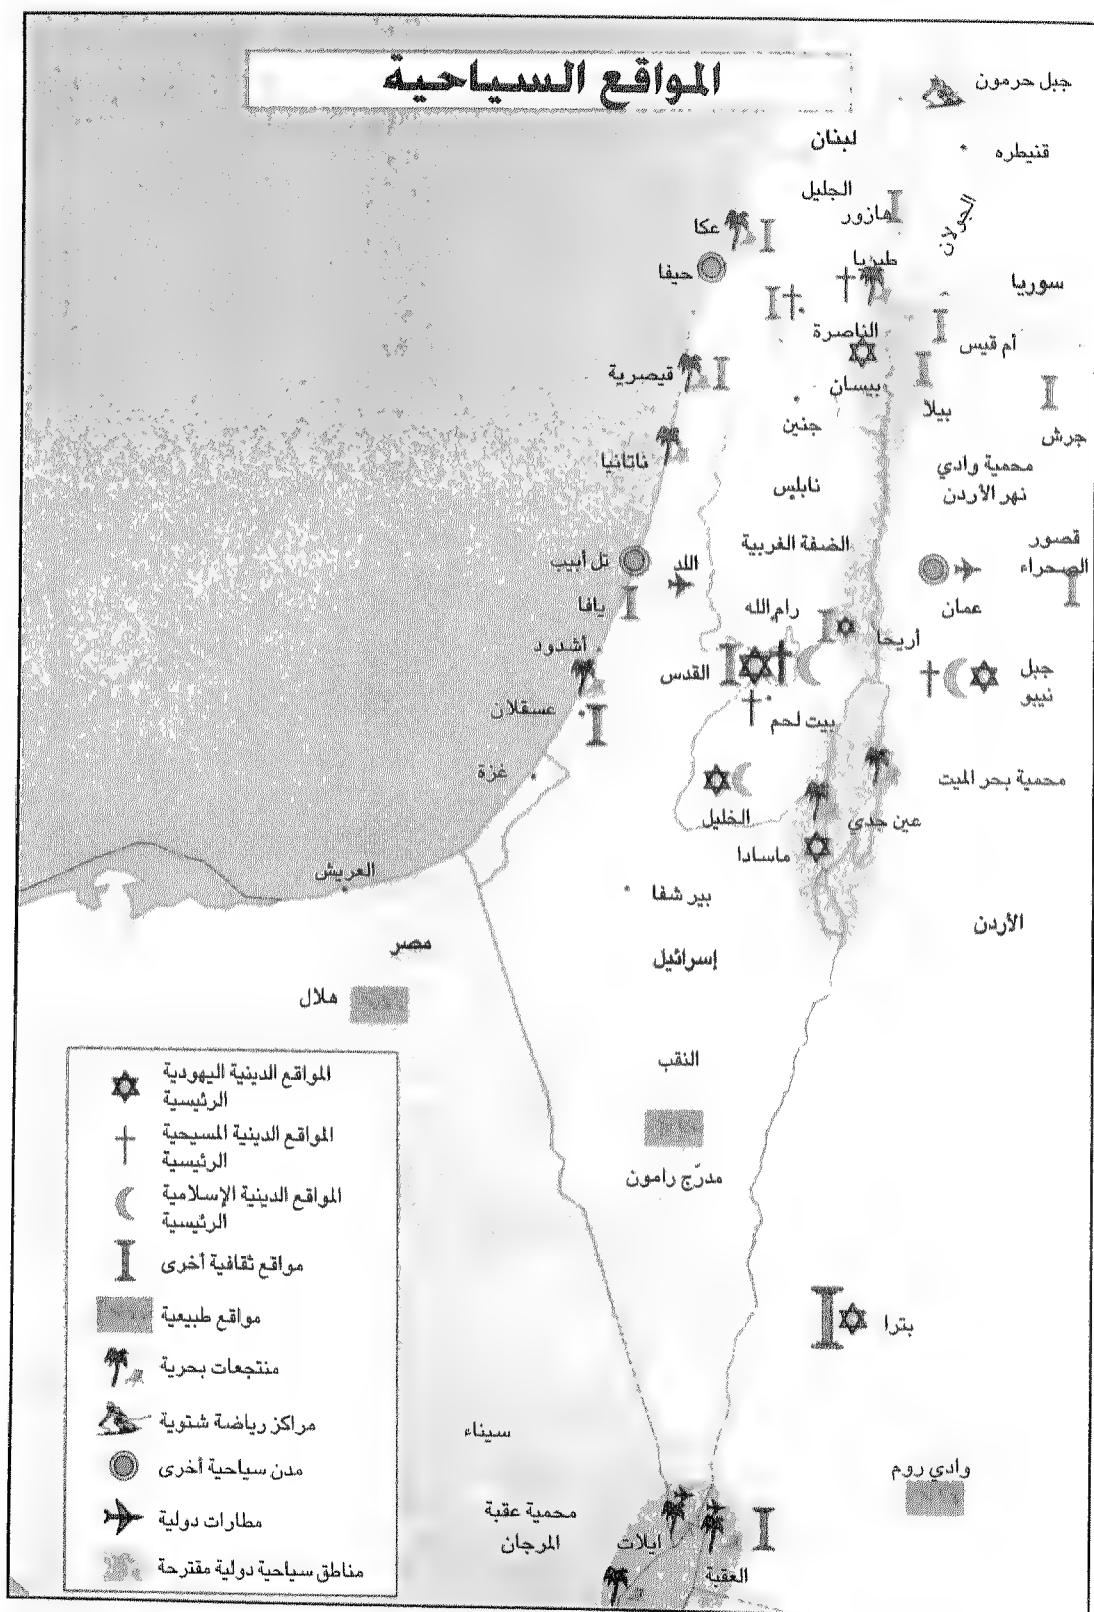 المواقع السياحية
جبل حرمون
لبنان
قنيطره
الجليل
هازور
الجولان
عكا
حيفا
طبريا
سوريا
الناصرة
أم قيس
قيصرية
بيسان
بيلا
جنين
جرش
ناتانيا
نابلس
محمية وادي
نهر الأردن
الضفة الغربية
قصور
الصحراء
تل أبيب
اللد
عمان
يافا
رام الله
أريحا
أشدود
القدس
جبل
نيبو
عسقلان
بيت لحم
غزة
محمية بحر الميت
الخليل
عين جدي
ماسادا
العريش
بير شفا
الأردن
مصر
إسرائيل
هلال
النقب
مدرّج رامون
بترا
سيناء
وادي روم
محمية عقبة
المرجان
ايلات
العقبة
المواقع الدينية اليهودية
الرئيسية
المواقع الدينية المسيحية
الرئيسية
المواقع الدينية الإسلامية
الرئيسية
مواقع ثقافية أخرى
مواقع طبيعية
منتجعات بحرية
مراكز رياضة شتوية
مدن سياحية أخرى
مطارات دولية
مناطق سياحية دولية مقترحة